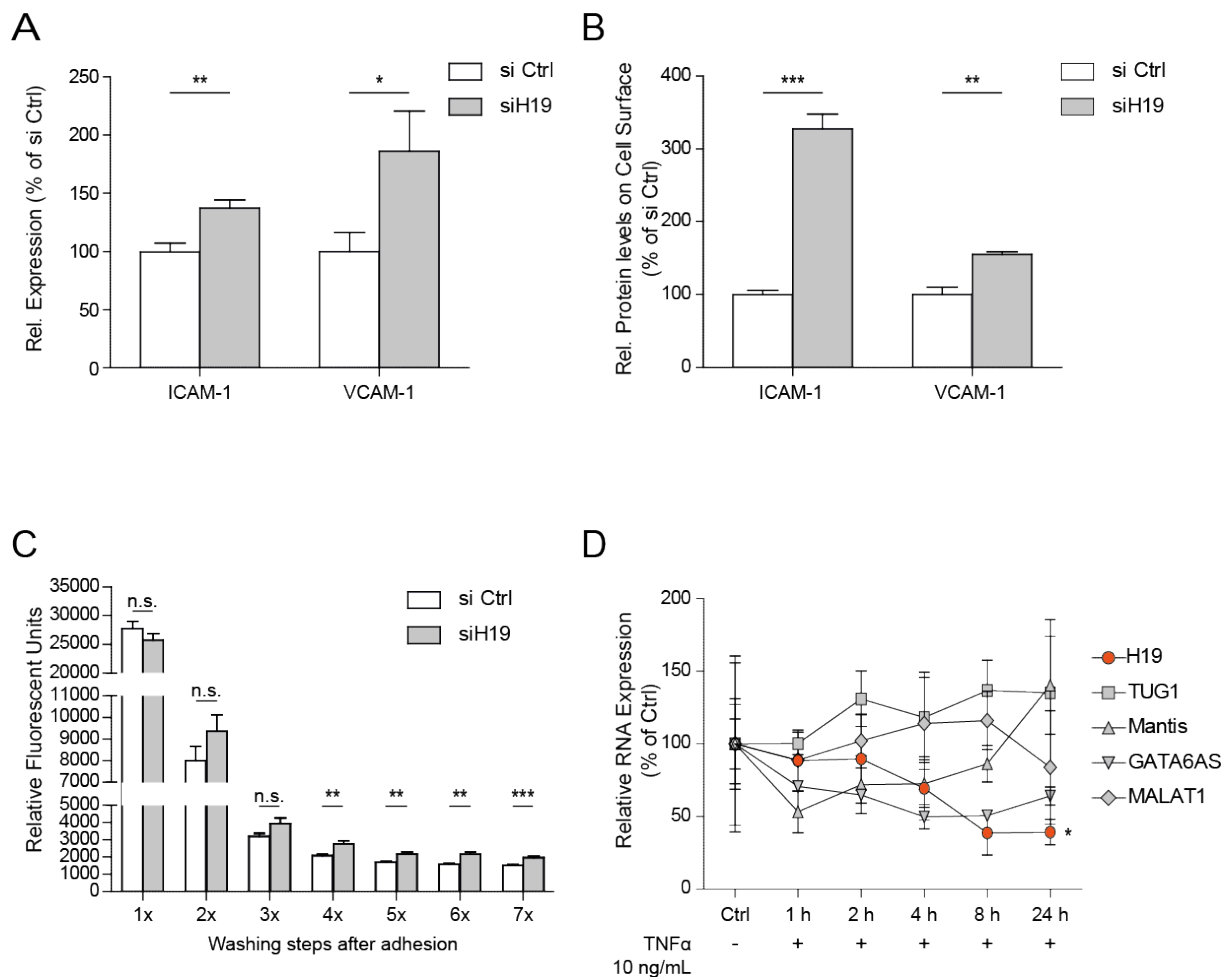 A
si Ctrl
siH19
Rel. Expression (% of si Ctrl)
250
200
150
100
50
0
** *
ICAM-1 VCAM-1
B
si Ctrl
siH19
Rel. Protein levels on Cell Surface
(% of si Ctrl)
400
300
200
100
0
*** **
ICAM-1 VCAM-1
C
si Ctrl
siH19
Relative Fluorescent Units
35000
30000
25000
20000
11000
10000
9000
8000
7000
5000
4000
3000
2000
1000
0
n.s. n.s. n.s. ** ** ** ***
1x 2x 3x 4x 5x 6x 7x
Washing steps after adhesion
D
Relative RNA Expression
(% of Ctrl)
200
150
100
50
0
H19
TUG1
Mantis
GATA6AS
MALAT1
*
Ctrl 1 h 2 h 4 h 8 h 24 h
TNFα - + + + + +
10 ng/mL